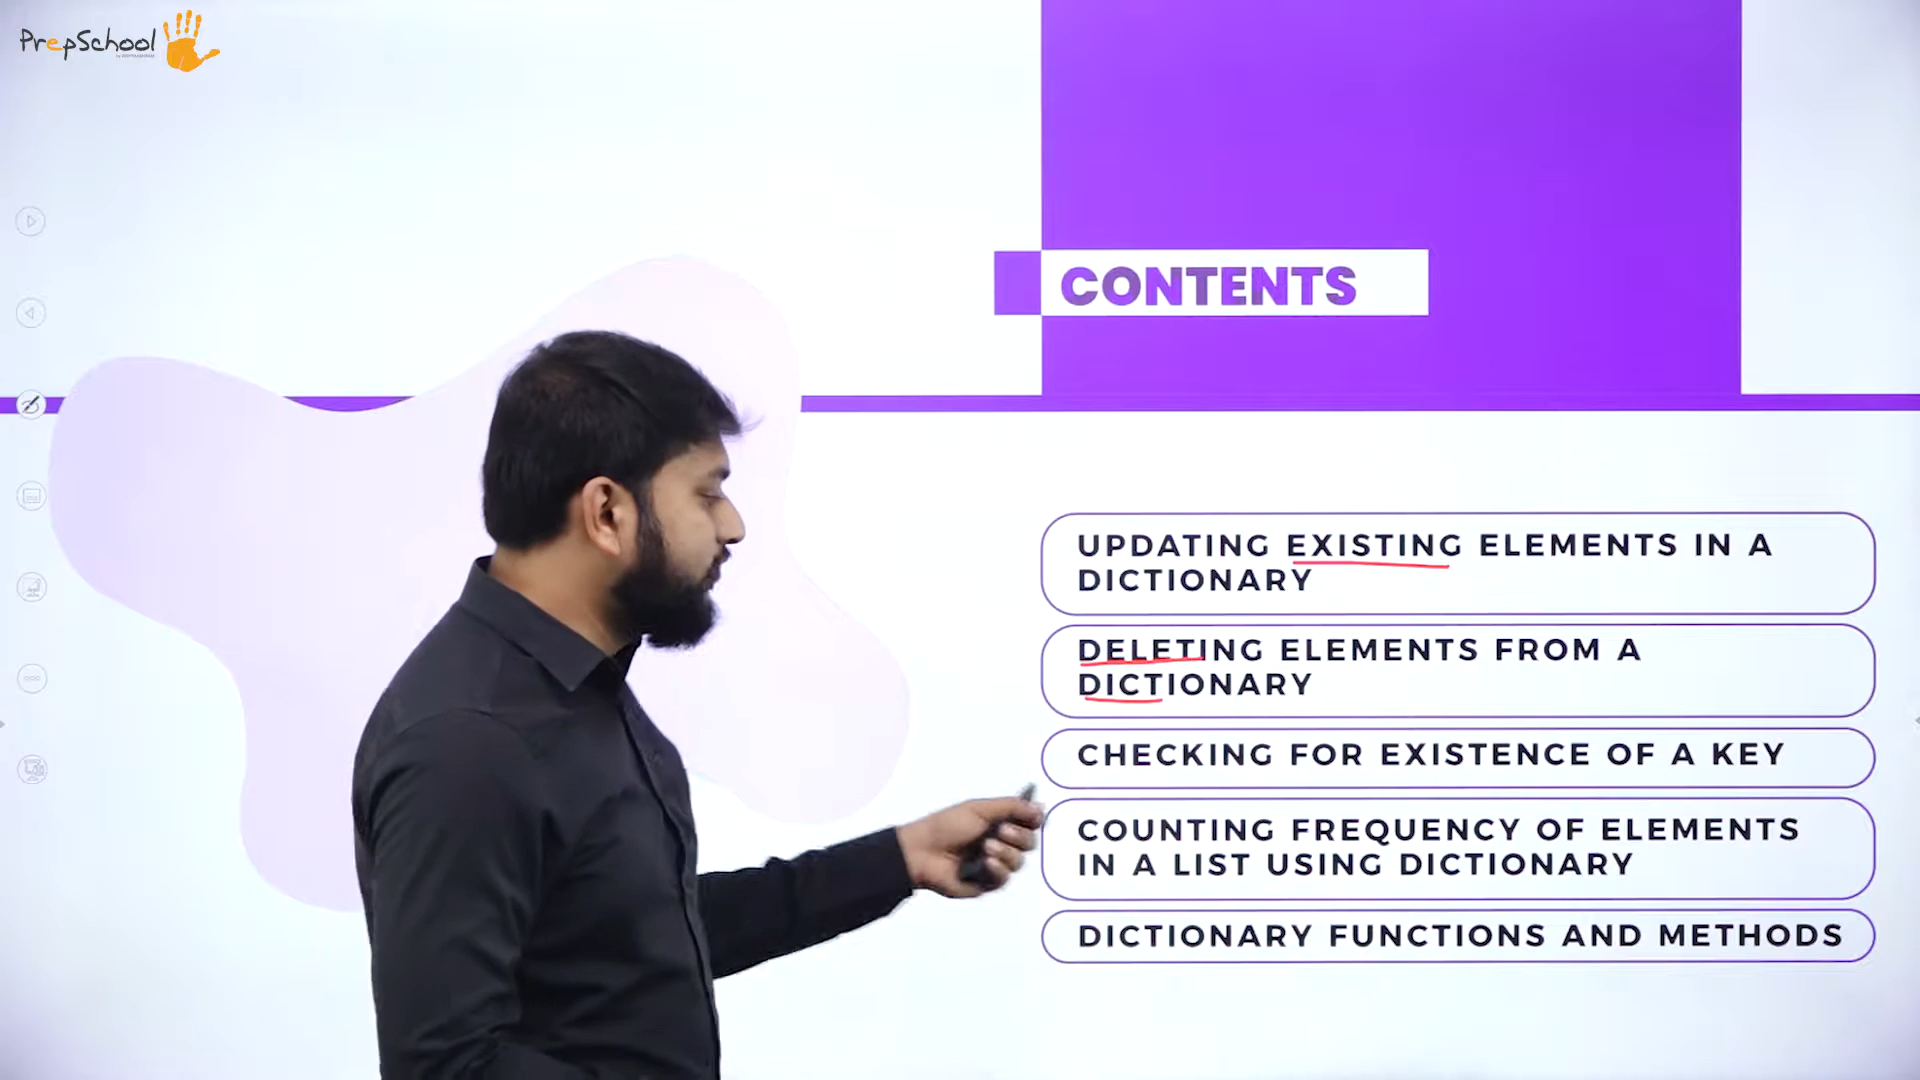 PrepSchool
CONTENTS
UPDATING EXISTING ELEMENTS IN A
DICTIONARY
DELETING ELEMENTS FROM A
DICTIONARY
CHECKING FOR EXISTENCE OF A KEY
COUNTING FREQUENCY OF ELEMENTS
IN A LIST USING DICTIONARY
DICTIONARY FUNCTIONS AND METHODS